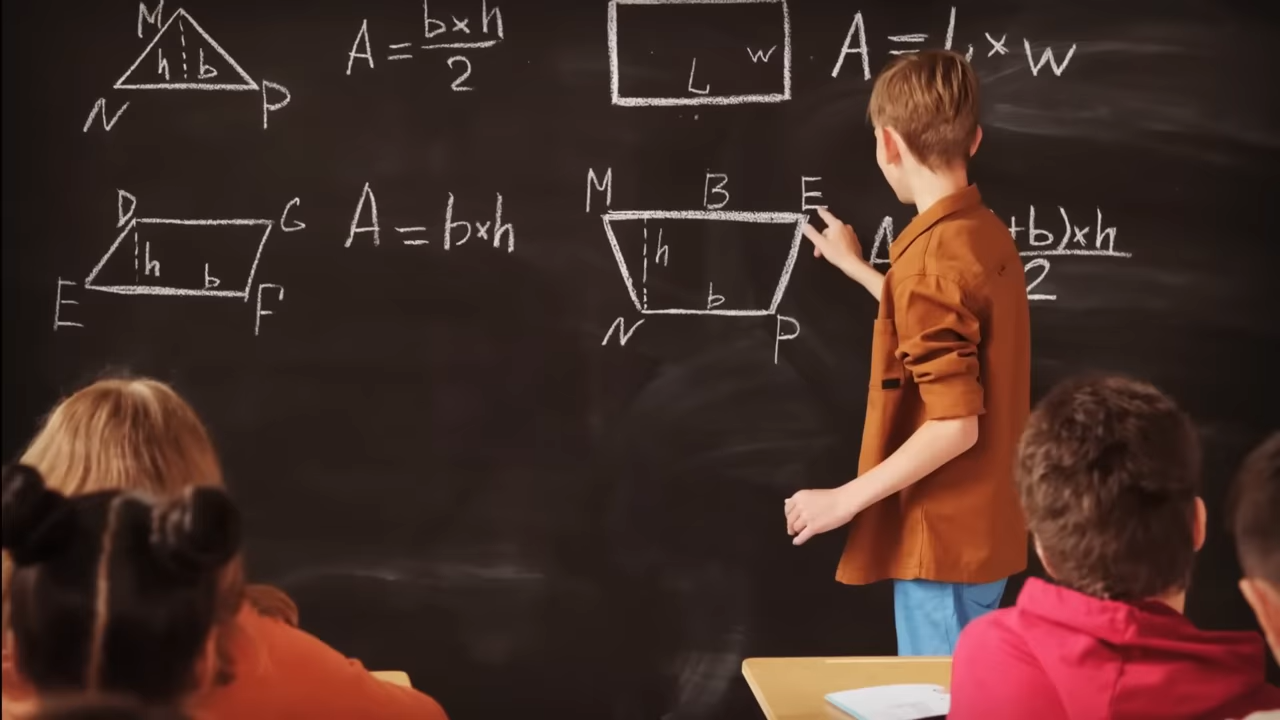 M
h b
N P
A = b×h
2
L w
A = L × w
D G
h b
E F
A = b×h
M B E
h
b
N P
+b)×h
2